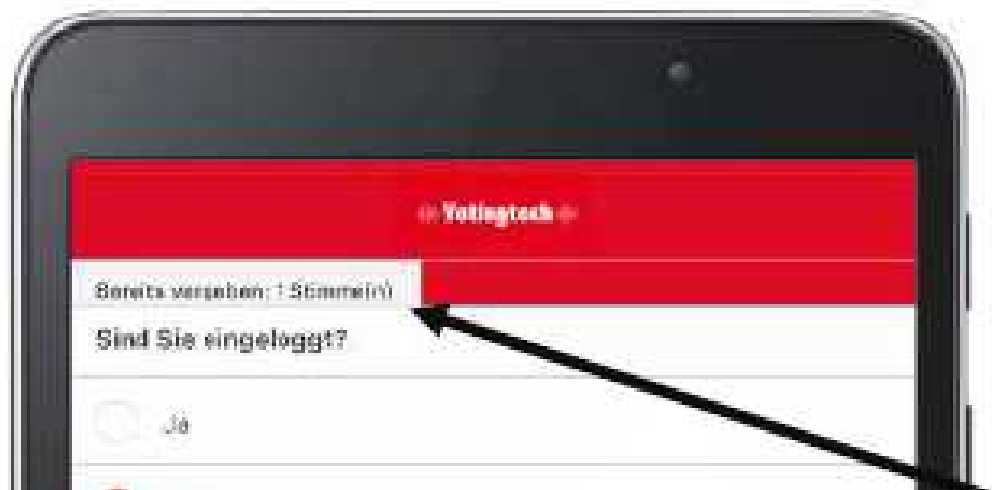 Votingtech
Bereits vergeben: 1 Stimme(n)
Sind Sie eingeloggt?
Ja